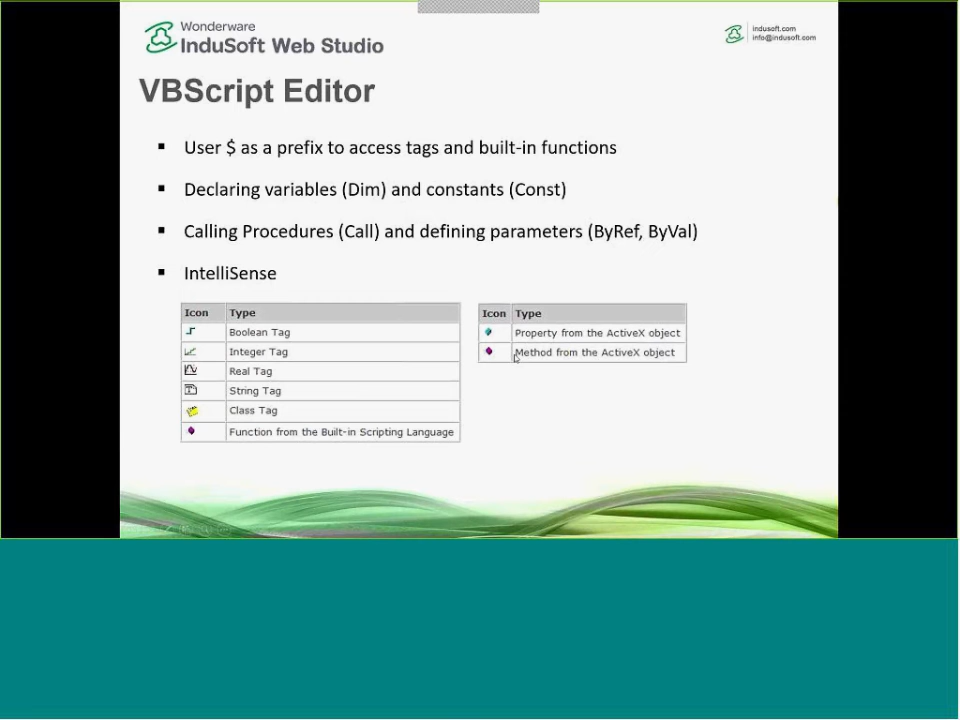 Wonderware
InduSoft Web Studio
indusoft.com
info@indusoft.com
VBScript Editor
User $ as a prefix to access tags and built-in functions
Declaring variables (Dim) and constants (Const)
Calling Procedures (Call) and defining parameters (ByRef, ByVal)
IntelliSense
Icon Type
Boolean Tag
Integer Tag
Real Tag
String Tag
Class Tag
Function from the Built-in Scripting Language
Icon Type
Property from the ActiveX object
Method from the ActiveX object